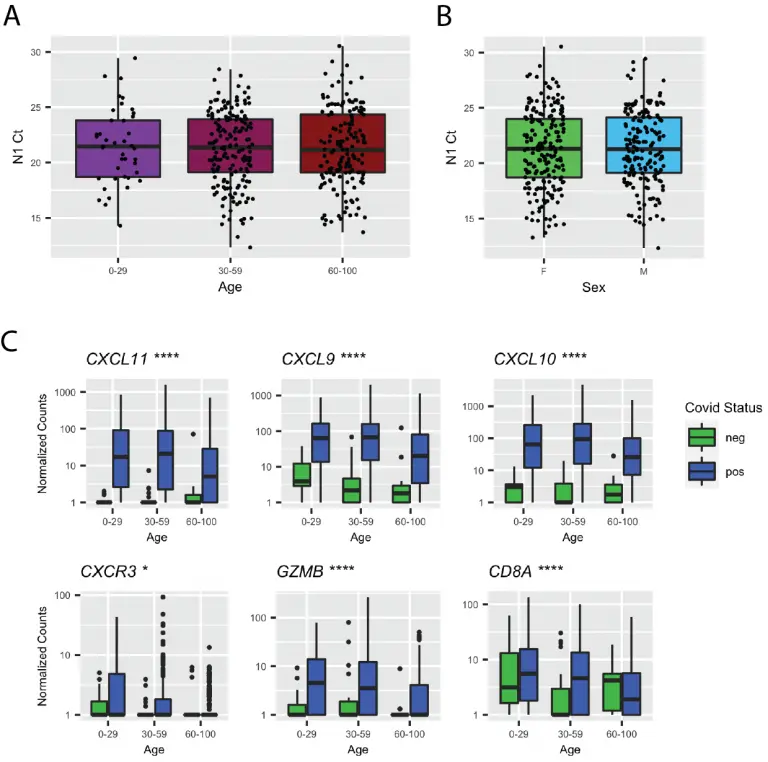 A
B
30
25
20
15
N1 Ct
0-29 30-59 60-100
Age
30
25
20
15
N1 Ct
F M
Sex
C
CXCL11 ****
CXCL9 ****
CXCL10 ****
Normalized Counts
1000
100
10
1
0-29 30-59 60-100
Age
1000
100
10
1
0-29 30-59 60-100
Age
1000
100
10
1
0-29 30-59 60-100
Age
Covid Status
neg
pos
CXCR3 *
GZMB ****
CD8A ****
Normalized Counts
100
10
1
0-29 30-59 60-100
Age
100
10
1
0-29 30-59 60-100
Age
100
10
1
0-29 30-59 60-100
Age